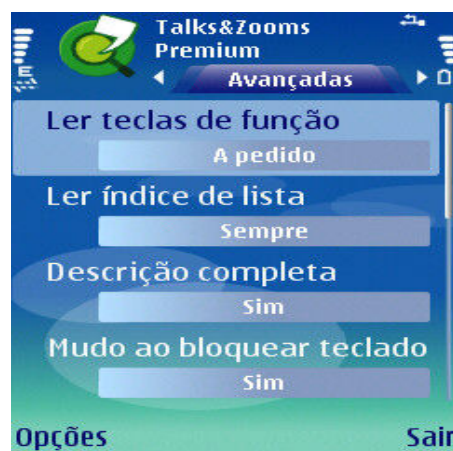 Talks&Zooms
Premium
Avançadas
Ler teclas de função
A pedido
Ler índice de lista
Sempre
Descrição completa
Sim
Mudo ao bloquear teclado
Sim
Opções
Sair